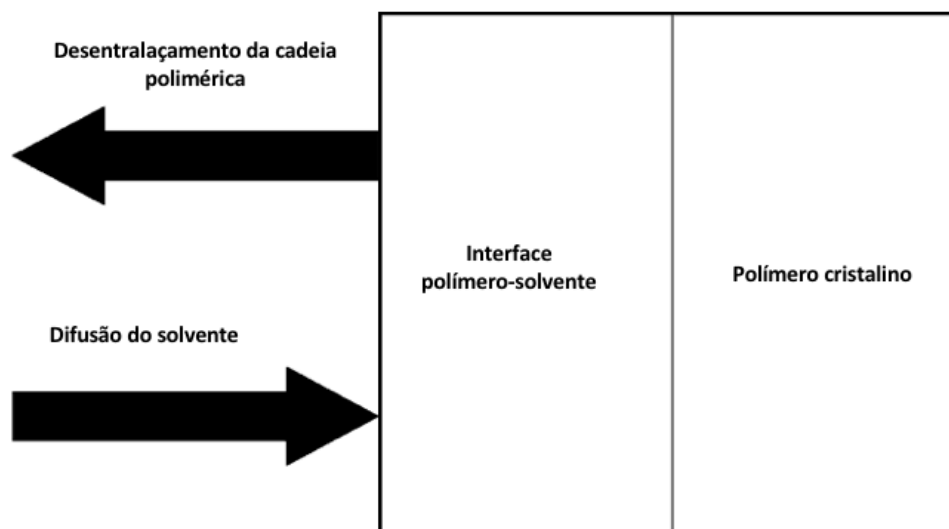 Desentralaçamento da cadeia
polimérica
Interface
polímero-solvente
Polímero cristalino
Difusão do solvente